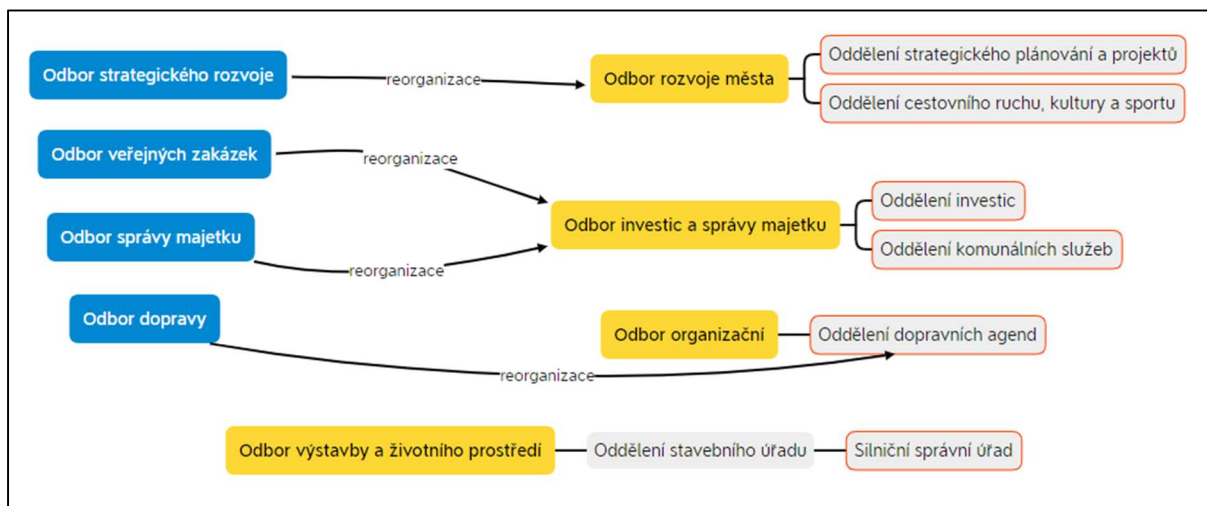 Odbor strategického rozvoje
reorganizace
Odbor rozvoje města
Oddělení strategického plánování a projektů
Oddělení cestovního ruchu, kultury a sportu
Odbor veřejných zakázek
reorganizace
Odbor správy majetku
reorganizace
Odbor investic a správy majetku
Oddělení investic
Oddělení komunálních služeb
Odbor dopravy
reorganizace
Odbor organizační
Oddělení dopravních agend
Odbor výstavby a životního prostředí
Oddělení stavebního úřadu
Silniční správní úřad